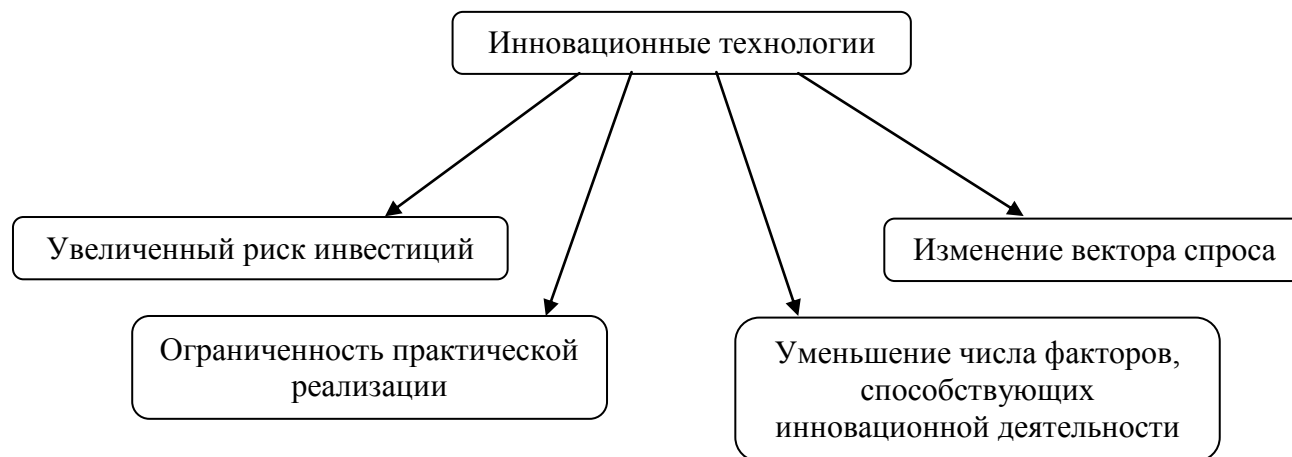 Инновационные технологии
Увеличенный риск инвестиций
Изменение вектора спроса
Ограниченность практической
реализации
Уменьшение числа факторов,
способствующих
инновационной деятельности